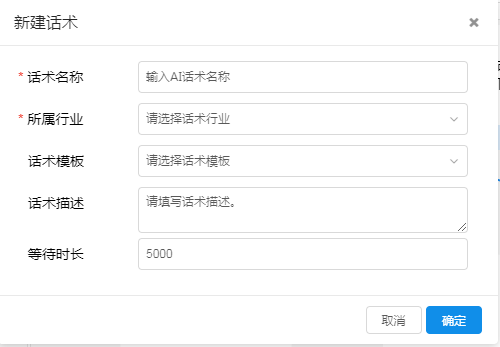 新建话术
* 话术名称 输入AI话术名称
* 所属行业 请选择话术行业
话术模板 请选择话术模板
话术描述 请填写话术描述。
等待时长 5000
取消 确定